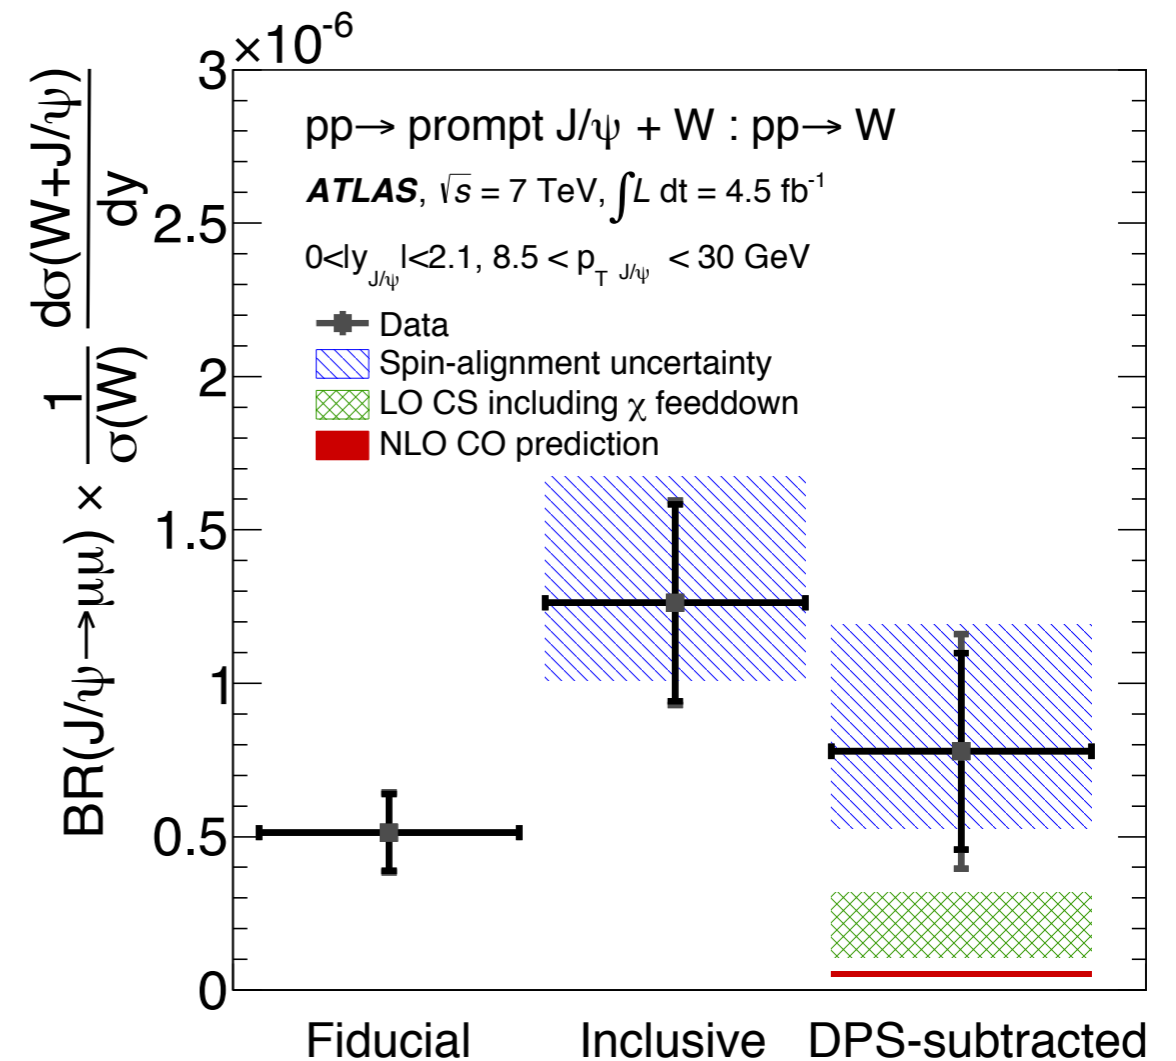 3 ×10⁻⁶
pp→ prompt J/ψ + W : pp→ W
ATLAS, √s = 7 TeV, ∫L dt = 4.5 fb⁻¹
0<|y_J/ψ|<2.1, 8.5 < p_T J/ψ < 30 GeV
Data
Spin-alignment uncertainty
LO CS including χ feeddown
NLO CO prediction
BR(J/ψ→μμ) × 1/σ(W) dσ(W+J/ψ)/dy
2.5
2
1.5
1
0.5
0
Fiducial Inclusive DPS-subtracted